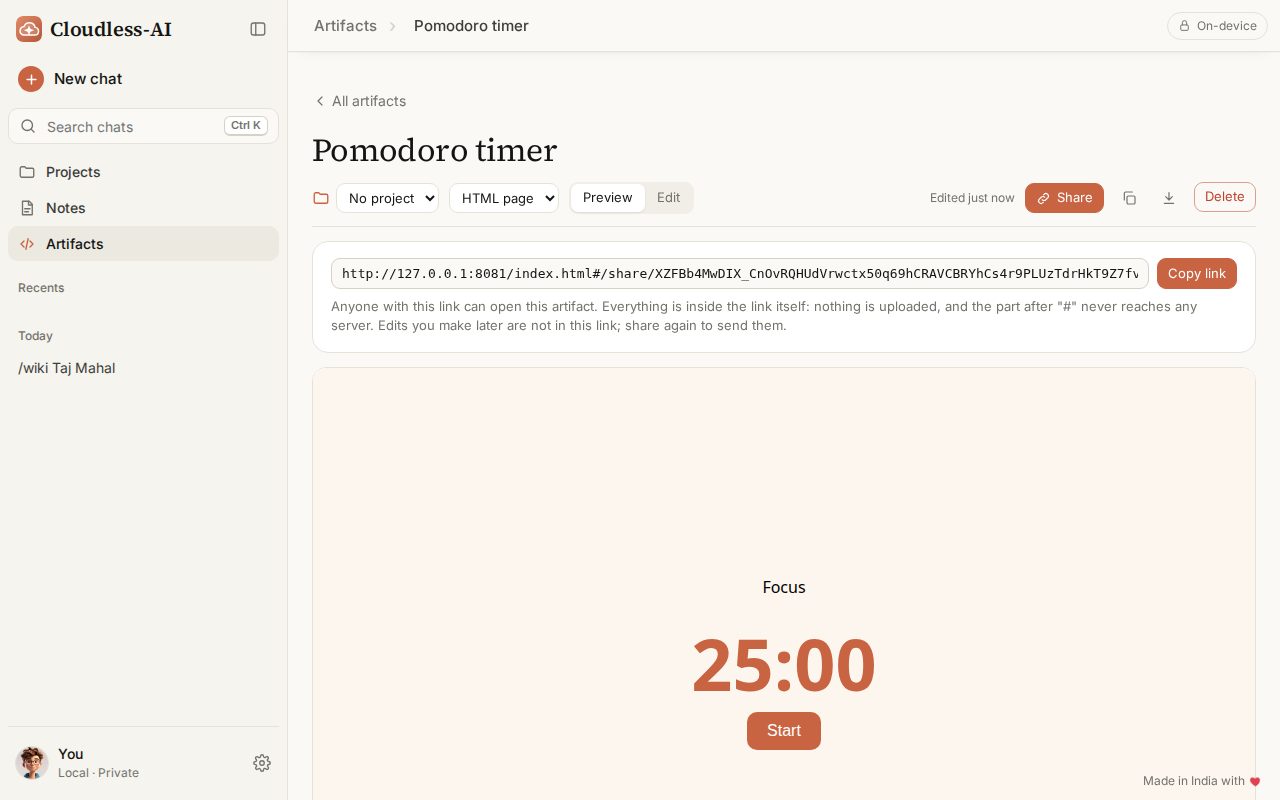 Cloudless-AI
New chat
Search chats
Ctrl K
Projects
Notes
Artifacts
Recents
Today
/wiki Taj Mahal
You
Local · Private
Artifacts › Pomodoro timer
On-device
All artifacts
Pomodoro timer
No project
HTML page
Preview
Edit
Edited just now
Share
Delete
http://127.0.0.1:8081/index.html#/share/XZFBb4MwDIX_CnOvRQHUdVrwctx50q69hCRAVCBRYhCs4r9PLUzTdrHkT9Z7fv
Copy link
Anyone with this link can open this artifact. Everything is inside the link itself: nothing is uploaded, and the part after "#" never reaches any
server. Edits you make later are not in this link; share again to send them.
Focus
25:00
Start
Made in India with